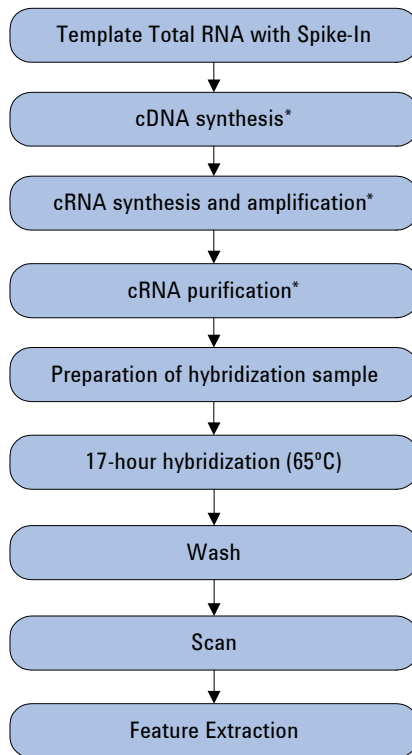 Template Total RNA with Spike-In
cDNA synthesis*
cRNA synthesis and amplification*
cRNA purification*
Preparation of hybridization sample
17-hour hybridization (65ºC)
Wash
Scan
Feature Extraction